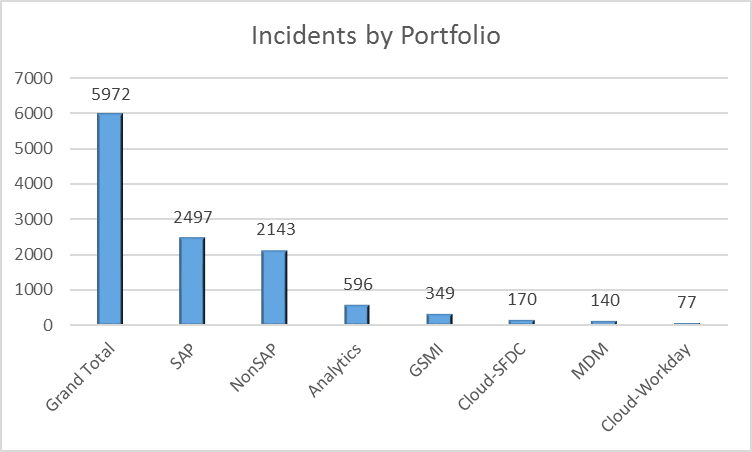 Incidents by Portfolio
7000
6000
5000
4000
3000
2000
1000
0
5972
2497
2143
596
349
170
140
77
Grand Total
SAP
NonSAP
Analytics
GSMI
Cloud-SFDC
MDM
Cloud-Workday